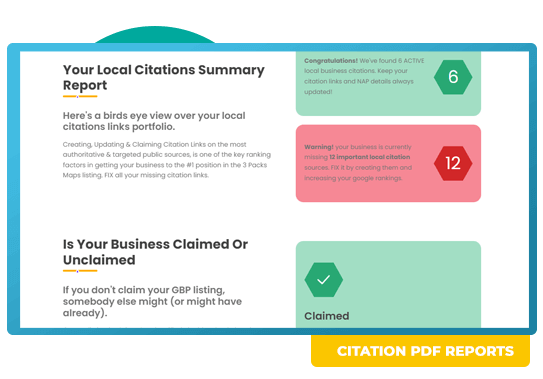 Your Local Citations Summary
Report
Here's a birds eye view over your local
citations links portfolio.
Creating, Updating & Claiming Citation Links on the most
authoritative & targeted public sources, is one of the key ranking
factors in getting your business to the #1 position in the 3 Packs
Maps listing. FIX all your missing citation links.
Congratulations! We've found 6 ACTIVE
local business citations. Keep your
citation links and NAP details always
updated!
6
Warning! your business is currently
missing 12 important local citation
sources. FIX it by creating them and
increasing your google rankings.
12
Is Your Business Claimed Or
Unclaimed
If you don't claim your GBP listing,
somebody else might (or might have
already).
Claimed
CITATION PDF REPORTS